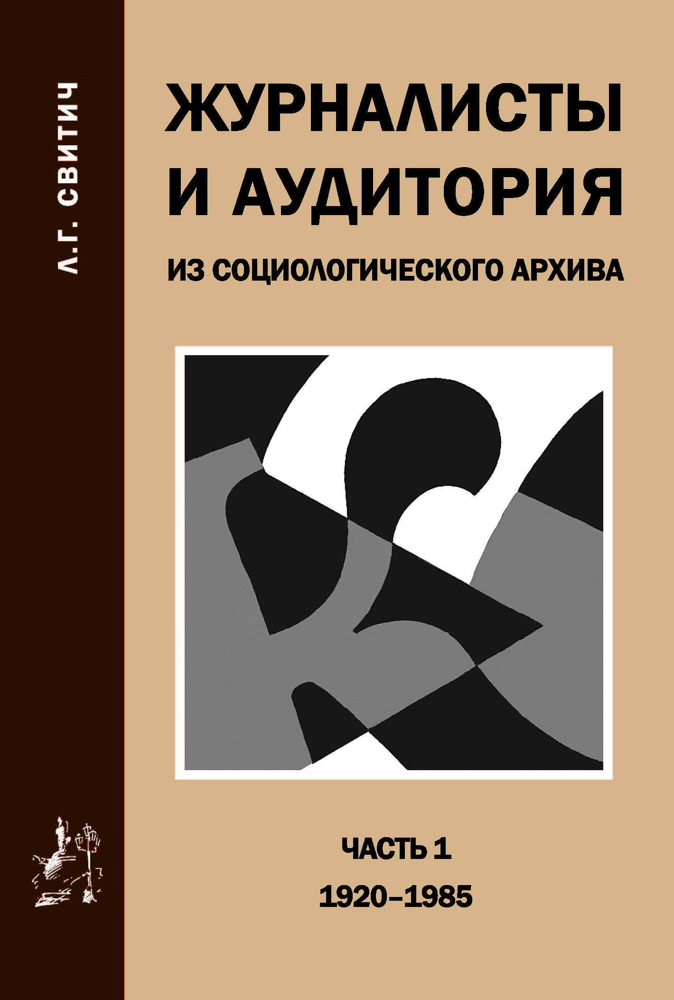 Л.Г. СВИТИЧ
ЖУРНАЛИСТЫ
И АУДИТОРИЯ
ИЗ СОЦИОЛОГИЧЕСКОГО АРХИВА
ЧАСТЬ 1
1920–1985